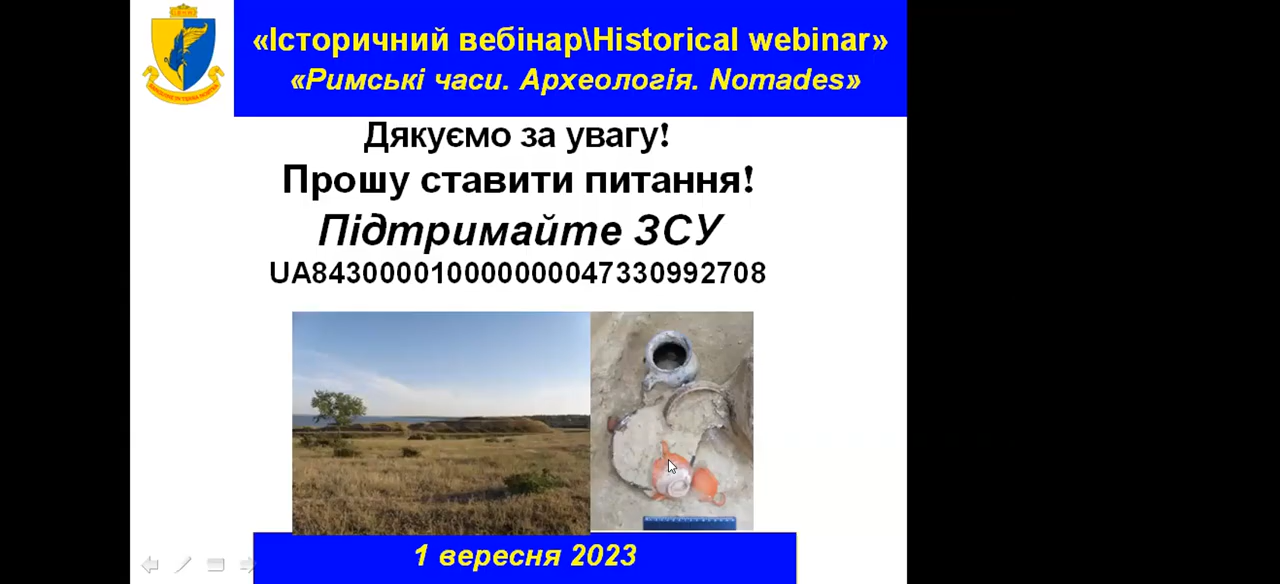 «Історичний вебінар\Historical webinar»
«Римські часи. Археологія. Nomades»
Дякуємо за увагу!
Прошу ставити питання!
Підтримайте ЗСУ
UA843000010000000047330992708
1 вересня 2023